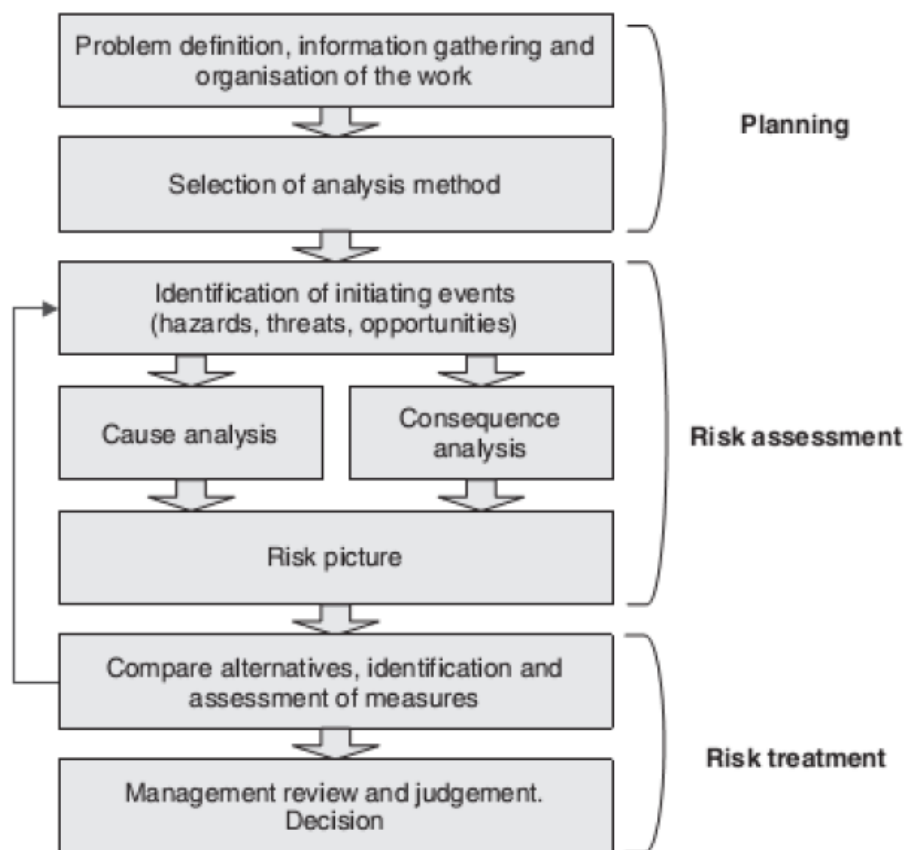 Problem definition, information gathering and
organisation of the work
Planning
Selection of analysis method
Identification of initiating events
(hazards, threats, opportunities)
Cause analysis
Consequence
analysis
Risk assessment
Risk picture
Compare alternatives, identification and
assessment of measures
Risk treatment
Management review and judgement.
Decision